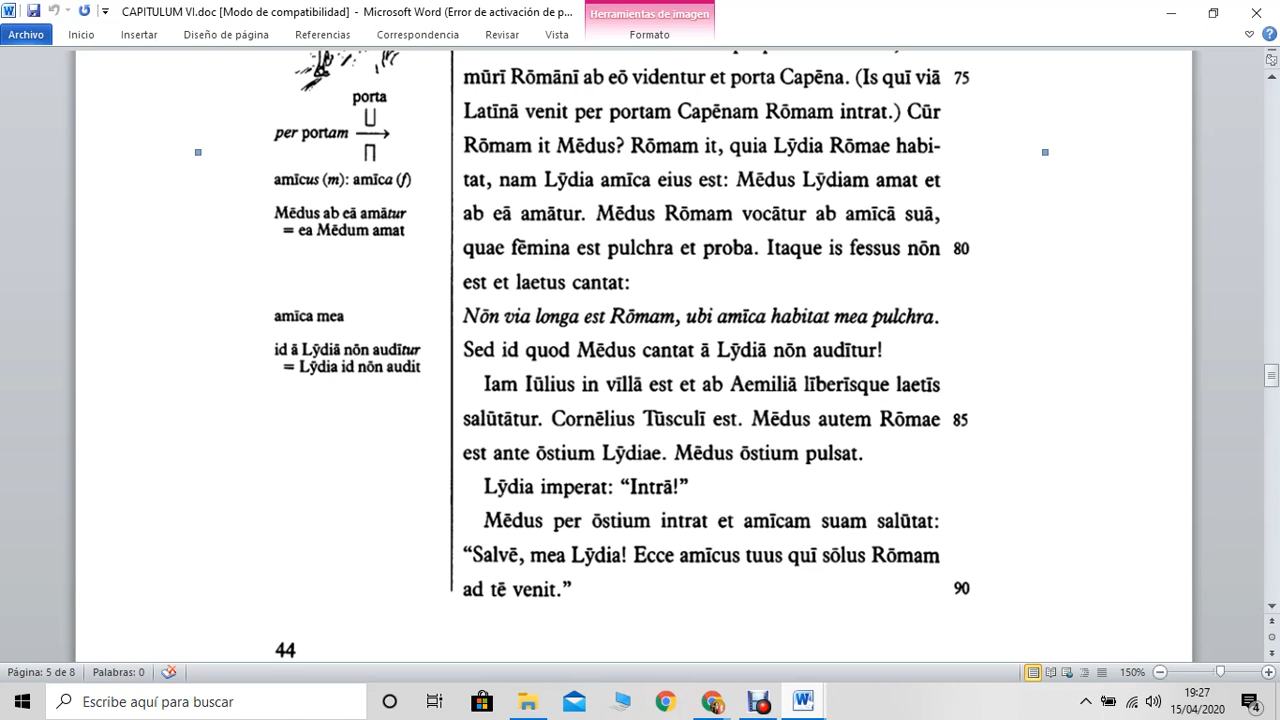 CAPITULUM VI.doc [Modo de compatibilidad] - Microsoft Word (Error de activación de p...
Herramientas de imagen
Archivo Inicio Insertar Diseño de página Referencias Correspondencia Revisar Vista Formato
porta
per portam
amīcus (m): amīca (f)
Mēdus ab eā amātur
= ea Mēdum amat
amīca mea
id ā Lȳdiā nōn audītur
= Lȳdia id nōn audit
mūrī Rōmānī ab eō videntur et porta Capēna. (Is quī viā 75
Latīnā venit per portam Capēnam Rōmam intrat.) Cūr
Rōmam it Mēdus? Rōmam it, quia Lȳdia Rōmae habi-
tat, nam Lȳdia amīca eius est: Mēdus Lȳdiam amat et
ab eā amātur. Mēdus Rōmam vocātur ab amīcā suā,
quae fēmina est pulchra et proba. Itaque is fessus nōn 80
est et laetus cantat:
Nōn via longa est Rōmam, ubi amīca habitat mea pulchra.
Sed id quod Mēdus cantat ā Lȳdiā nōn audītur!
Iam Iūlius in vīllā est et ab Aemiliā līberīsque laetīs
salūtātur. Cornēlius Tūsculī est. Mēdus autem Rōmae 85
est ante ōstium Lȳdiae. Mēdus ōstium pulsat.
Lȳdia imperat: “Intrā!”
Mēdus per ōstium intrat et amīcam suam salūtat:
“Salvē, mea Lȳdia! Ecce amīcus tuus quī sōlus Rōmam
ad tē venit.” 90
44
Página: 5 de 8 Palabras: 0 150%
Escribe aquí para buscar
9:27
15/04/2020
4